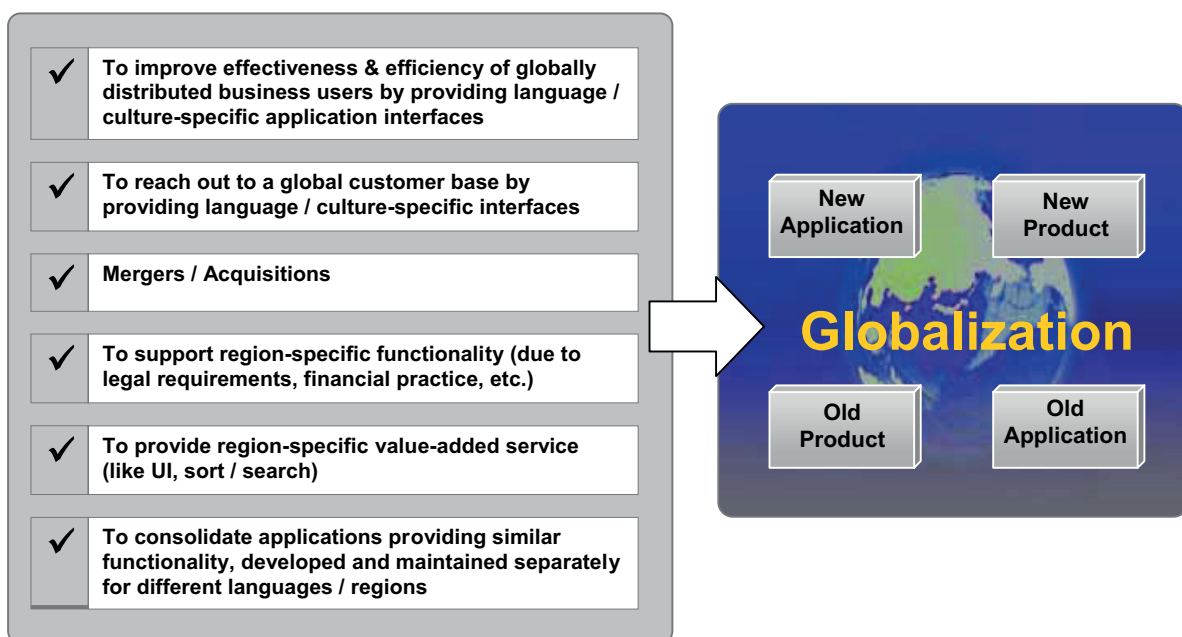 To improve effectiveness & efficiency of globally
distributed business users by providing language /
culture-specific application interfaces
To reach out to a global customer base by
providing language / culture-specific interfaces
Mergers / Acquisitions
To support region-specific functionality (due to
legal requirements, financial practice, etc.)
To provide region-specific value-added service
(like UI, sort / search)
To consolidate applications providing similar
functionality, developed and maintained separately
for different languages / regions
New
Application
New
Product
Globalization
Old
Product
Old
Application